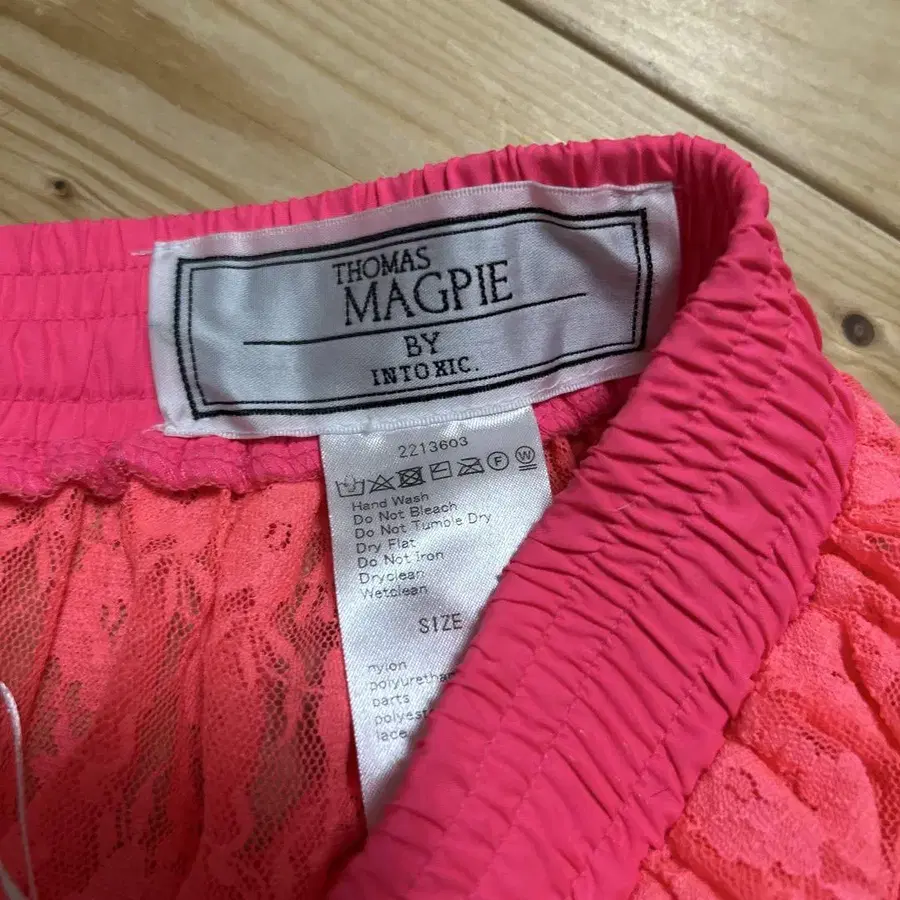 THOMAS
MAGPIE
BY
INTOXIC.
2213603
F W
Hand Wash
Do Not Bleach
Do Not Tumble Dry
Dry Flat
Do Not Iron
Dryclean
Wetclean
SIZE
nylon
parts
lace